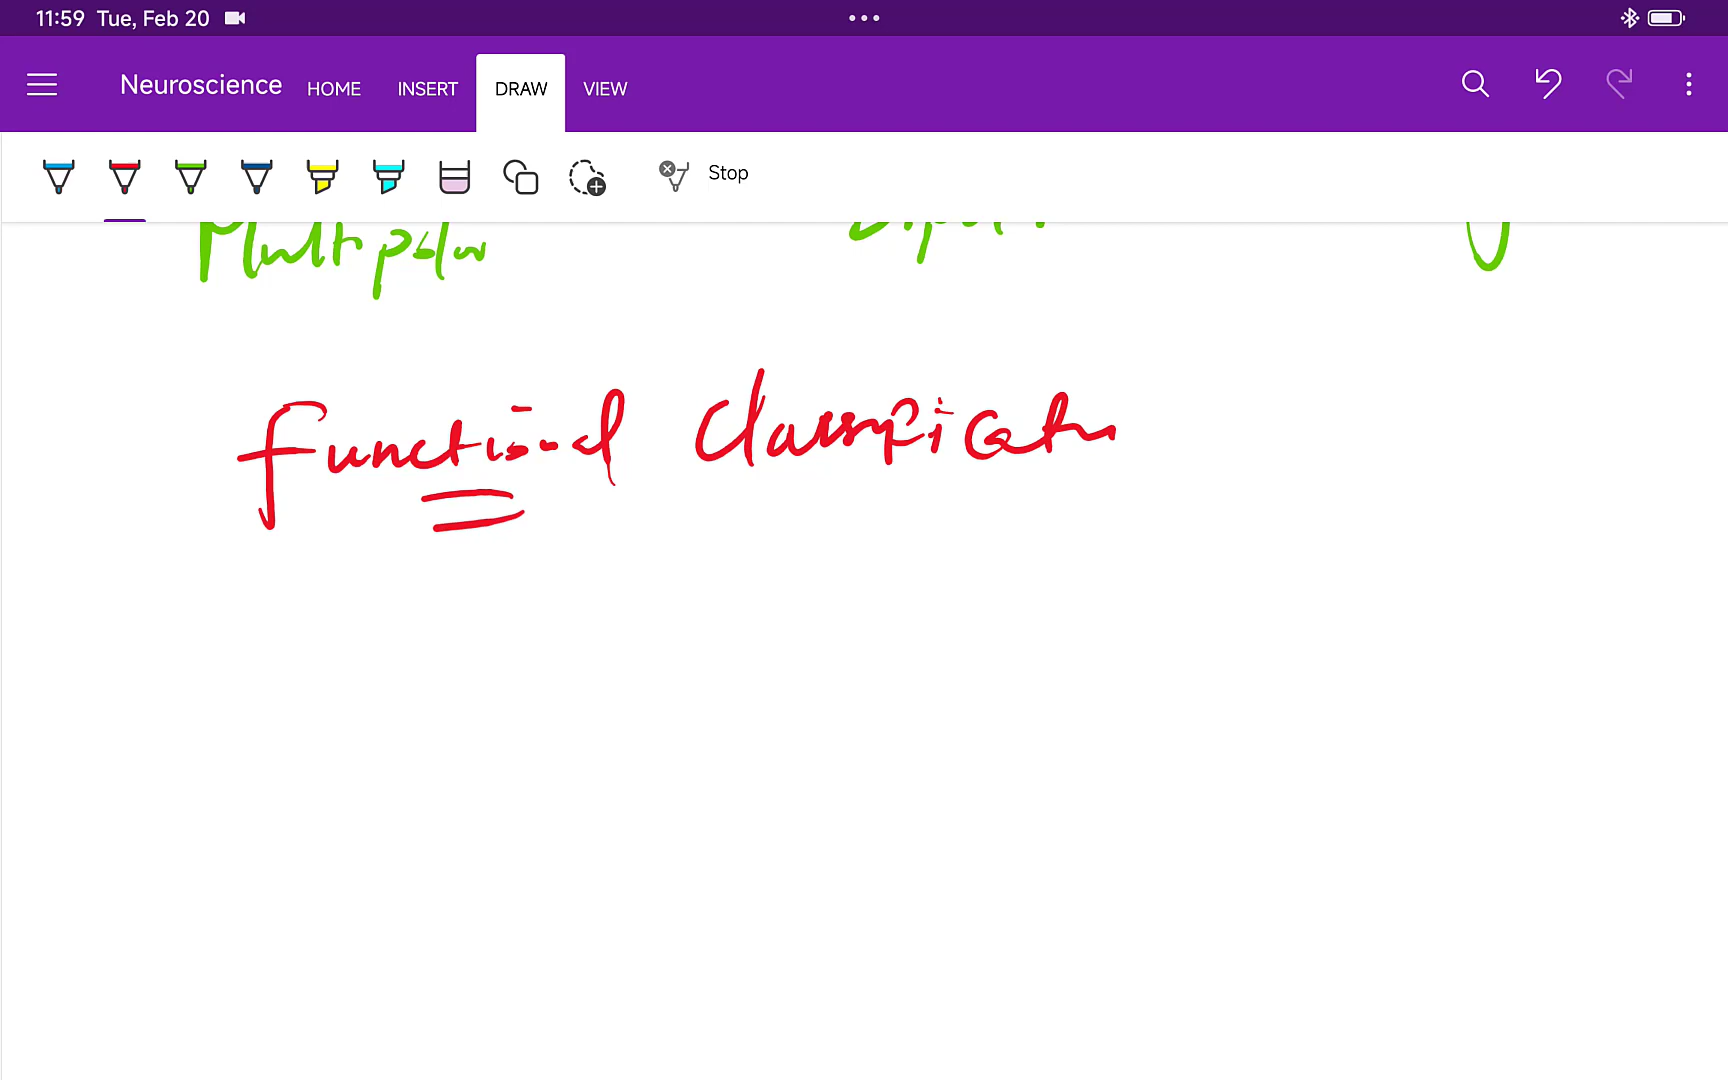 11:59 Tue, Feb 20
Neuroscience HOME INSERT DRAW VIEW
Stop
Multipolar
functional classification